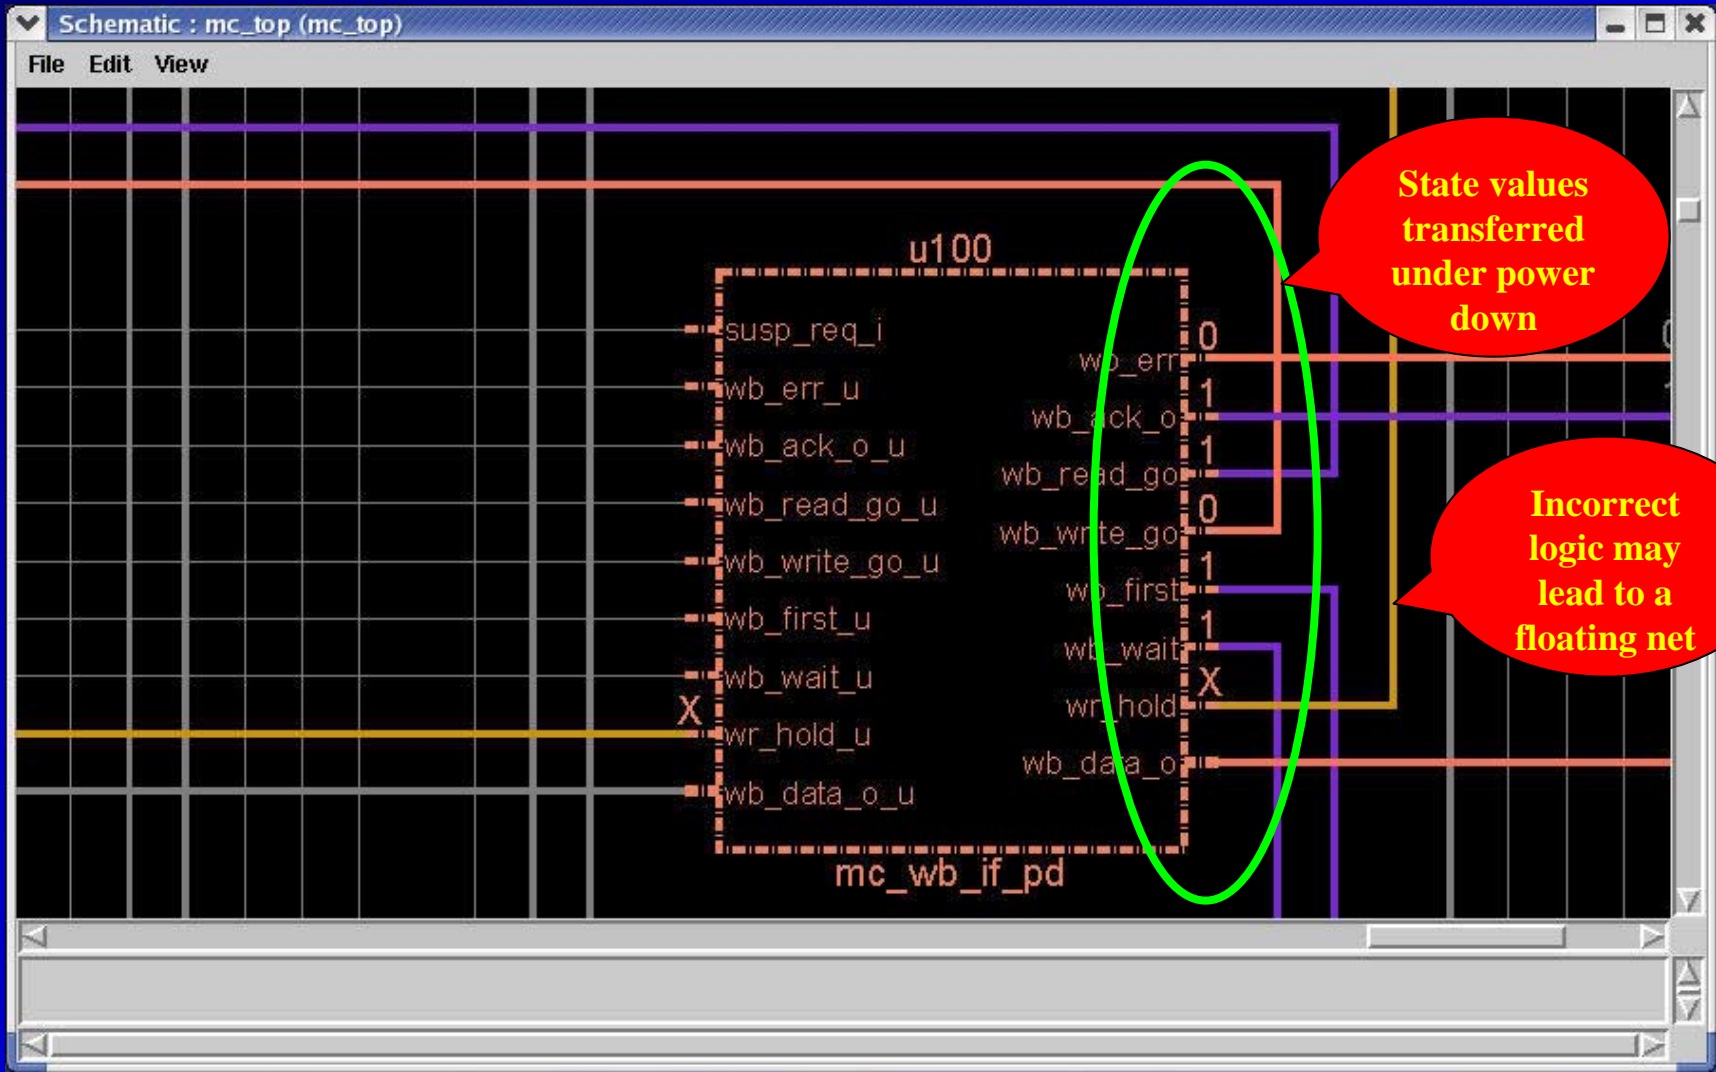 Schematic : mc_top (mc_top)
File Edit View
State values
transferred
under power
down
Incorrect
logic may
lead to a
floating net
u100
susp_req_i
wb_err_u
wb_ack_o_u
wb_read_go_u
wb_write_go_u
wb_first_u
wb_wait_u
X
wr_hold_u
wb_data_o_u
0
wb_err
1
wb_ack_o
1
wb_read_go
0
wb_write_go
1
wb_first
1
wb_wait
X
wr_hold
wb_data_o
mc_wb_if_pd